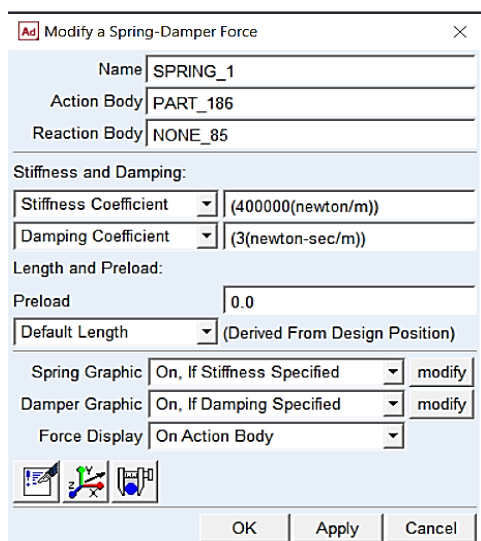 Ad Modify a Spring-Damper Force
Name SPRING_1
Action Body PART_186
Reaction Body NONE_85
Stiffness and Damping:
Stiffness Coefficient (400000(newton/m))
Damping Coefficient (3(newton-sec/m))
Length and Preload:
Preload 0.0
Default Length (Derived From Design Position)
Spring Graphic On, If Stiffness Specified modify
Damper Graphic On, If Damping Specified modify
Force Display On Action Body
OK Apply Cancel